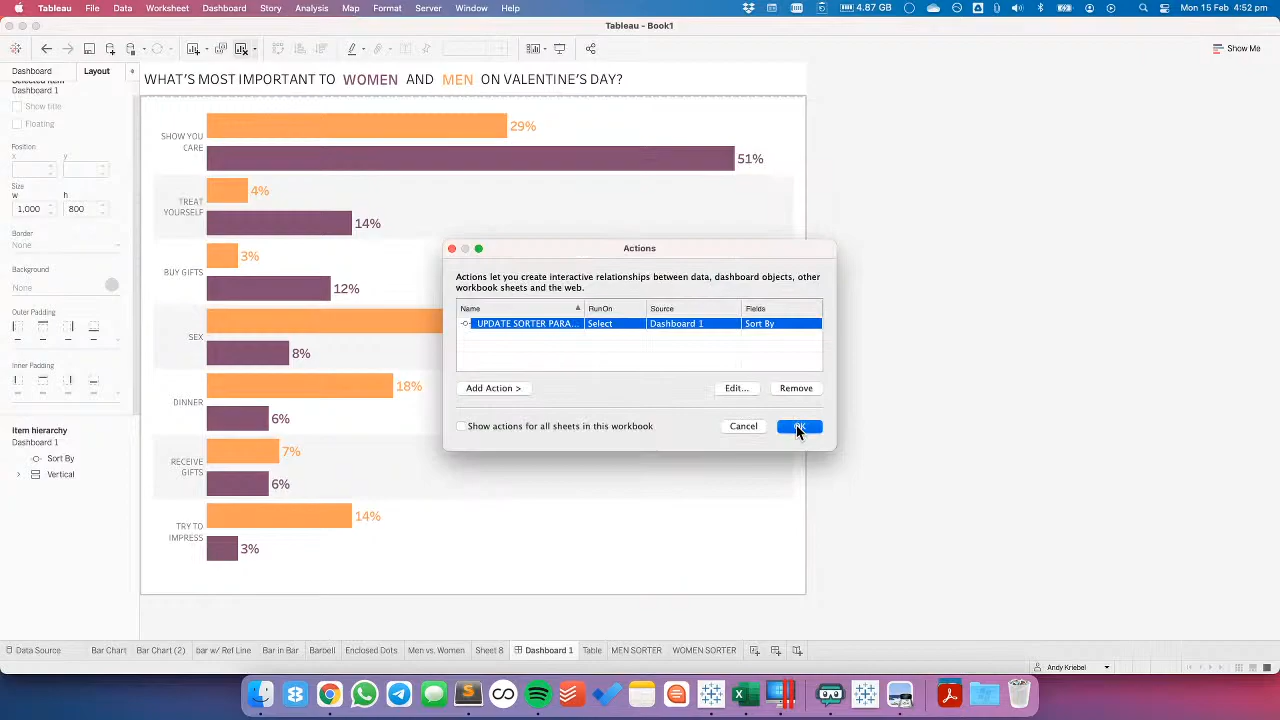 Tableau File Data Worksheet Dashboard Story Analysis Map Format Server Window Help 4.87 GB Mon 15 Feb 4:52 pm
Tableau - Book1
Show Me
Dashboard Layout
Selected item
Dashboard 1
Show title
Floating
Position
x y
Size
w h
1,000 800
Border
None
Background
None
Outer Padding
Inner Padding
Item hierarchy
Dashboard 1
Sort By
Vertical
WHAT'S MOST IMPORTANT TO WOMEN AND MEN ON VALENTINE'S DAY?
SHOW YOU
CARE
29%
51%
TREAT
YOURSELF
4%
14%
BUY GIFTS
3%
12%
SEX
8%
DINNER
18%
6%
RECEIVE
GIFTS
7%
6%
TRY TO
IMPRESS
14%
3%
Actions
Actions let you create interactive relationships between data, dashboard objects, other
workbook sheets and the web.
Name RunOn Source Fields
UPDATE SORTER PARA... Select Dashboard 1 Sort By
Add Action > Edit... Remove
Show actions for all sheets in this workbook Cancel OK
Data Source Bar Chart Bar Chart (2) bar w/ Ref Line Bar in Bar Barbell Enclosed Dots Men vs. Women Sheet 8 Dashboard 1 Table MEN SORTER WOMEN SORTER
Andy Kriebel